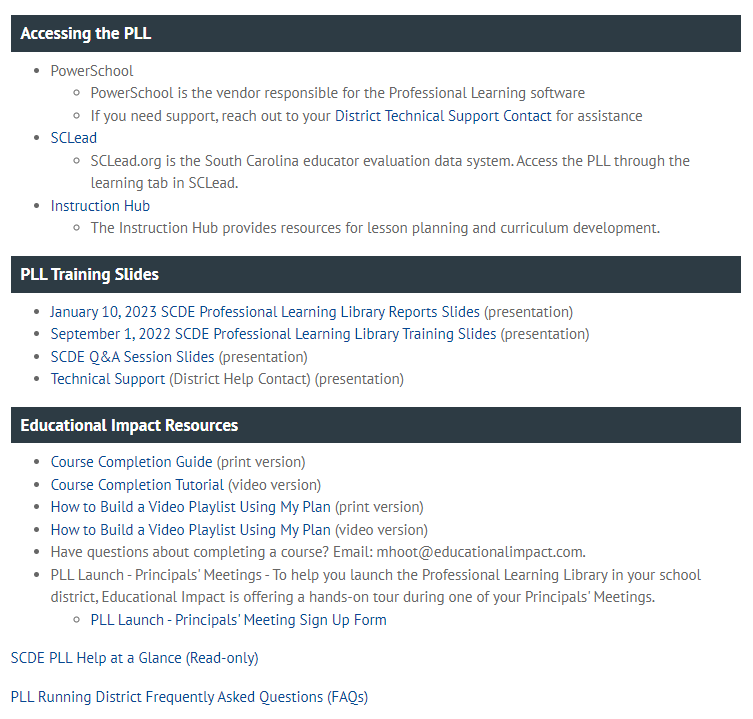 Accessing the PLL
PowerSchool
PowerSchool is the vendor responsible for the Professional Learning software
If you need support, reach out to your District Technical Support Contact for assistance
SCLead
SCLead.org is the South Carolina educator evaluation data system. Access the PLL through the
learning tab in SCLead.
Instruction Hub
The Instruction Hub provides resources for lesson planning and curriculum development.
PLL Training Slides
January 10, 2023 SCDE Professional Learning Library Reports Slides (presentation)
September 1, 2022 SCDE Professional Learning Library Training Slides (presentation)
SCDE Q&A Session Slides (presentation)
Technical Support (District Help Contact) (presentation)
Educational Impact Resources
Course Completion Guide (print version)
Course Completion Tutorial (video version)
How to Build a Video Playlist Using My Plan (print version)
How to Build a Video Playlist Using My Plan (video version)
Have questions about completing a course? Email: mhoot@educationalimpact.com.
PLL Launch - Principals' Meetings - To help you launch the Professional Learning Library in your school
district, Educational Impact is offering a hands-on tour during one of your Principals' Meetings.
PLL Launch - Principals' Meeting Sign Up Form
SCDE PLL Help at a Glance (Read-only)
PLL Running District Frequently Asked Questions (FAQs)